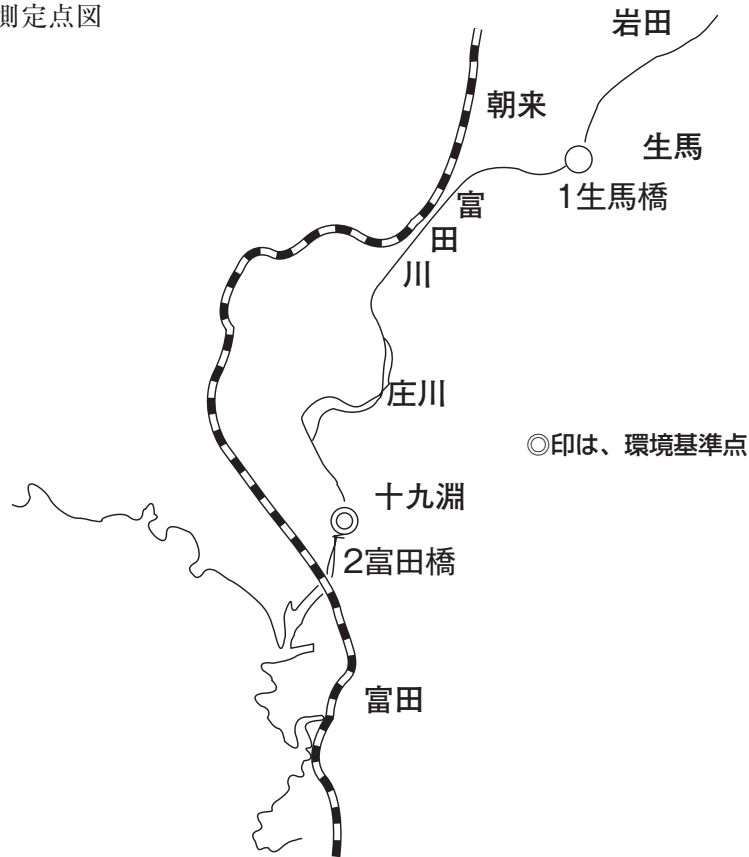 測定点図
岩田
朝来
生馬
1生馬橋
富田川
庄川
◎印は、環境基準点
十九淵
2富田橋
富田